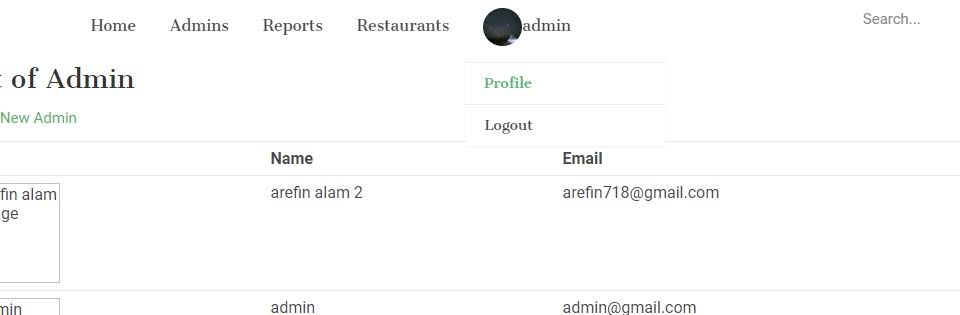 Home Admins Reports Restaurants admin Search...
of Admin
Profile
New Admin
Logout
Name Email
fin alam arefin alam 2 arefin718@gmail.com
ge
min admin admin@gmail.com